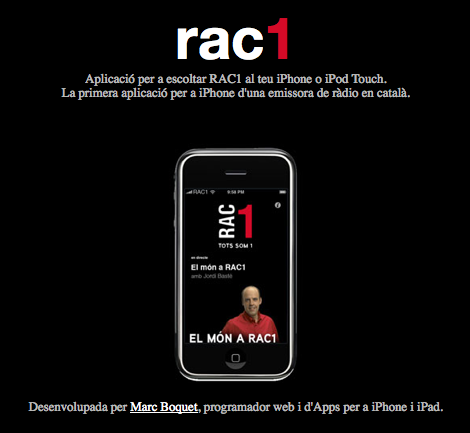 rac1
Aplicació per a escoltar RAC1 al teu iPhone o iPod Touch.
La primera aplicació per a iPhone d'una emissora de ràdio en català.
RAC1 9:58 PM
RAC 1
TOTS SOM 1
en directe
El món a RAC1
amb Jordi Basté
EL MÓN A RAC1
Desenvolupada per Marc Boquet, programador web i d'Apps per a iPhone i iPad.